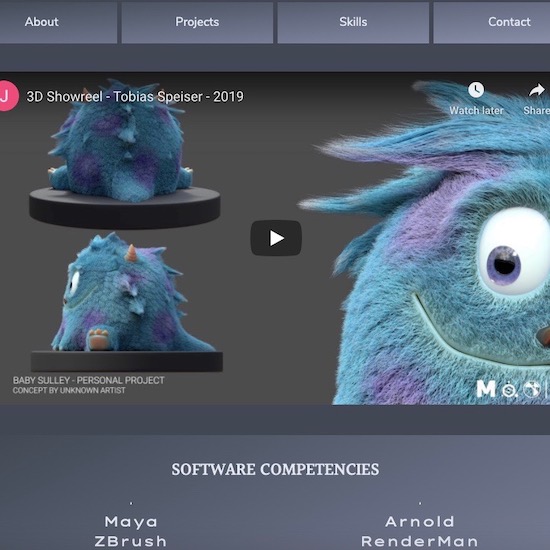 About
Projects
Skills
Contact
J
3D Showreel - Tobias Speiser - 2019
Watch later
Share
BABY SULLEY - PERSONAL PROJECT
CONCEPT BY UNKNOWN ARTIST
M
SOFTWARE COMPETENCIES
Maya
Arnold
ZBrush
RenderMan